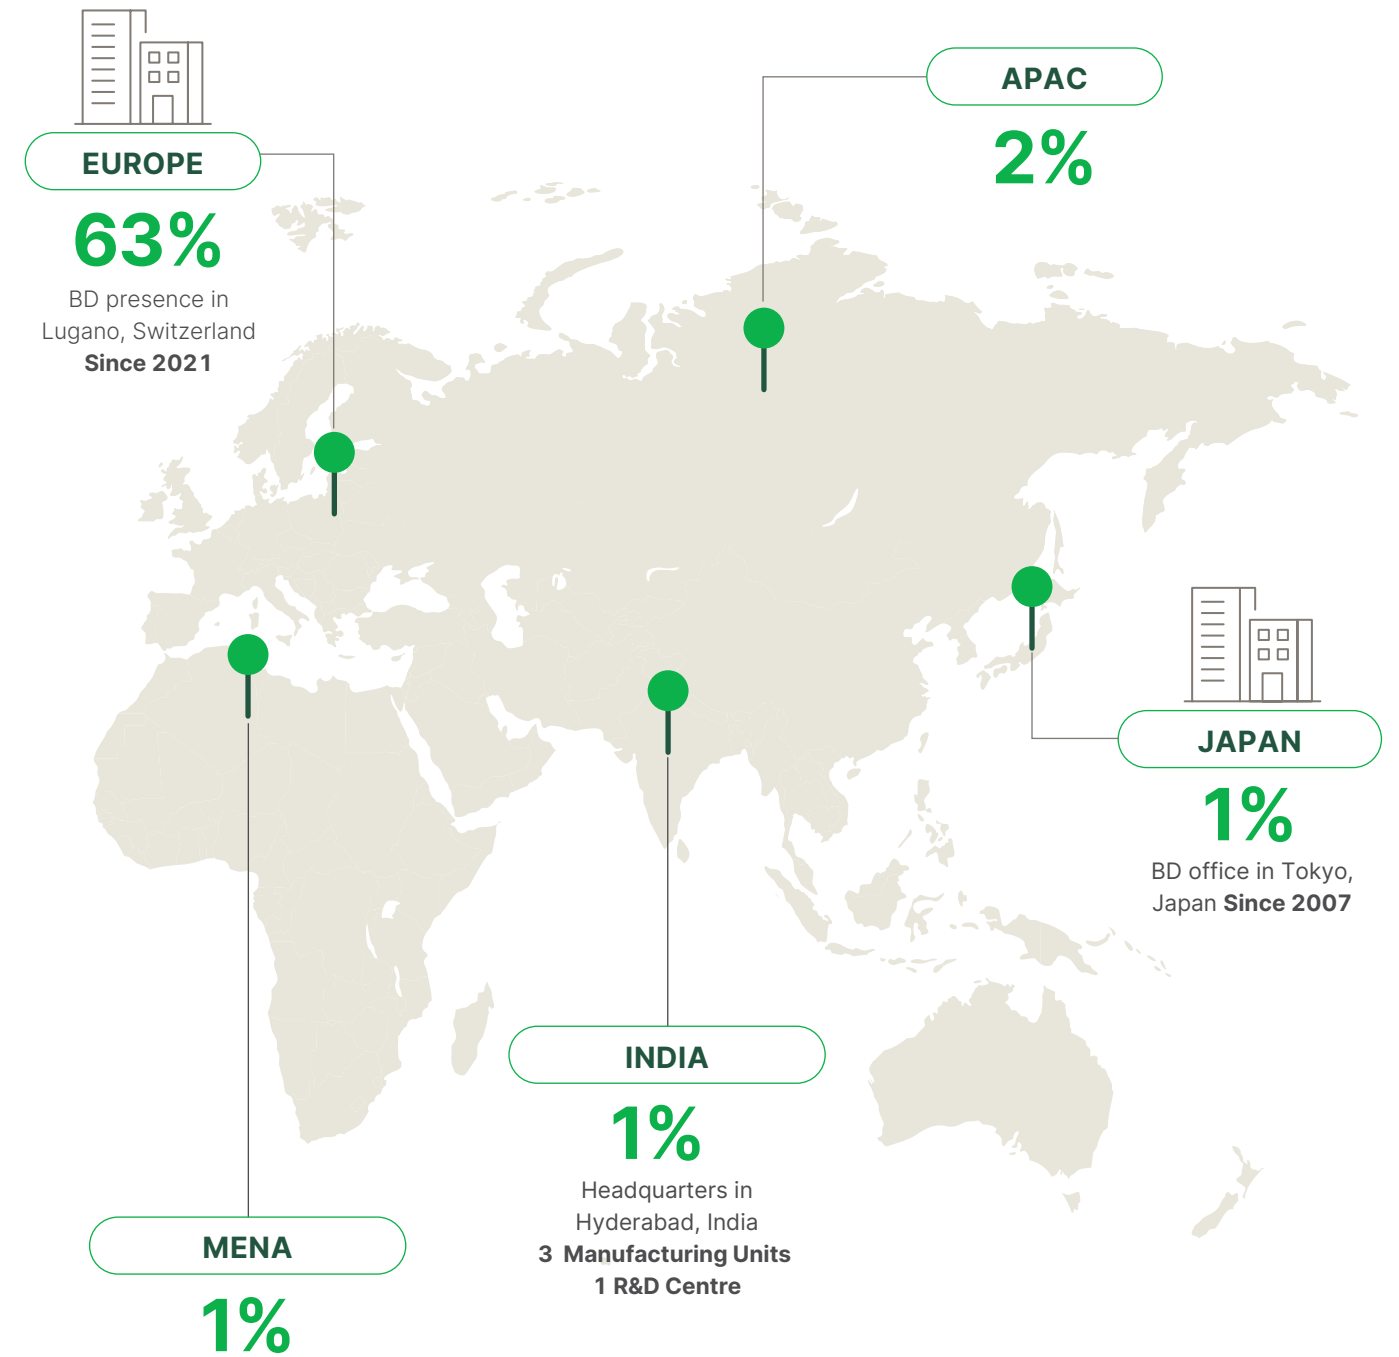 EUROPE
63%
BD presence in
Lugano, Switzerland
Since 2021
APAC
2%
JAPAN
1%
BD office in Tokyo,
Japan Since 2007
INDIA
1%
Headquarters in
Hyderabad, India
3 Manufacturing Units
1 R&D Centre
MENA
1%